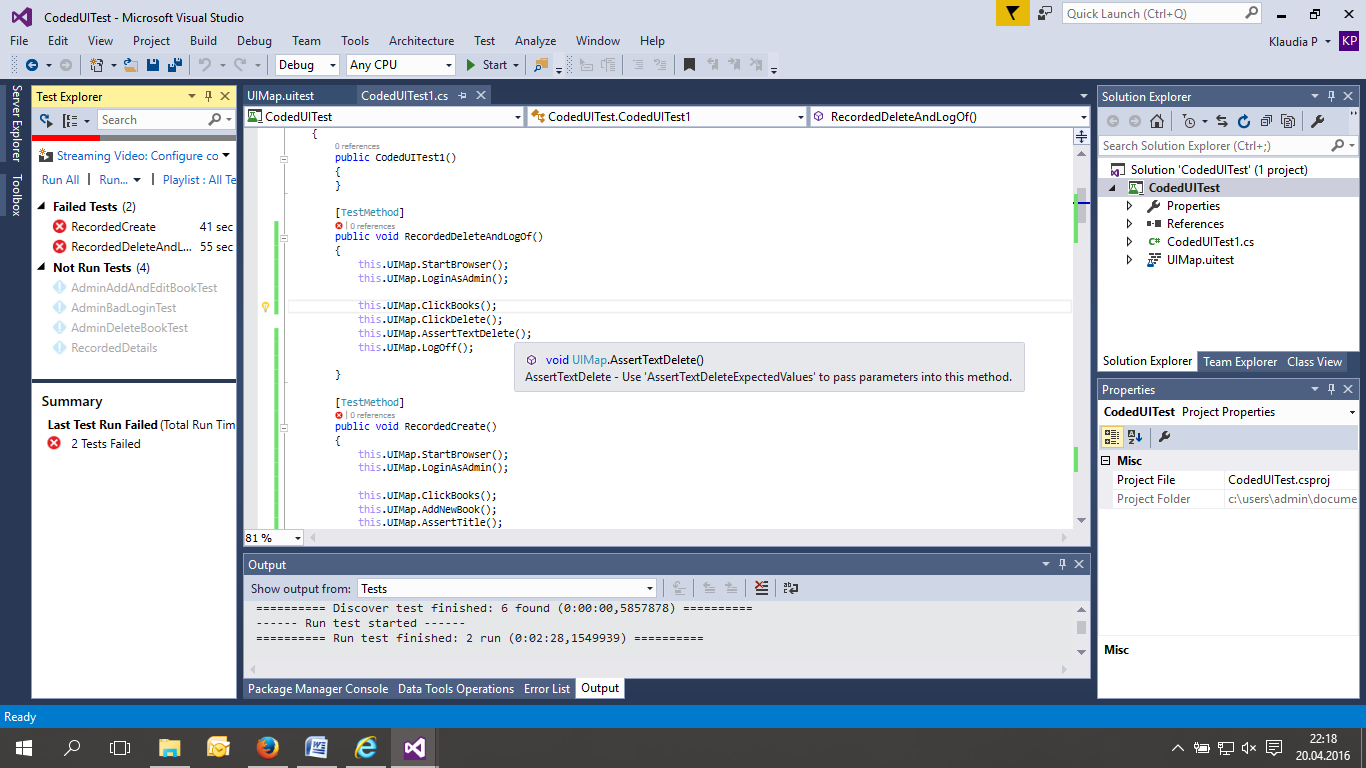 CodedUITest - Microsoft Visual Studio
Quick Launch (Ctrl+Q)
File Edit View Project Build Debug Team Tools Architecture Test Analyze Window Help
Klaudia P KP
Debug Any CPU Start
Server Explorer
Toolbox
Test Explorer
Search
Streaming Video: Configure co
Run All | Run... | Playlist : All Te
Failed Tests (2)
RecordedCreate 41 sec
RecordedDeleteAndL... 55 sec
Not Run Tests (4)
AdminAddAndEditBookTest
AdminBadLoginTest
AdminDeleteBookTest
RecordedDetails
Summary
Last Test Run Failed (Total Run Tim
2 Tests Failed
UIMap.uitest CodedUITest1.cs
CodedUITest CodedUITest.CodedUITest1 RecordedDeleteAndLogOf()
{
0 references
public CodedUITest1()
{
}
[TestMethod]
| 0 references
public void RecordedDeleteAndLogOf()
{
this.UIMap.StartBrowser();
this.UIMap.LoginAsAdmin();
this.UIMap.ClickBooks();
this.UIMap.ClickDelete();
this.UIMap.AssertTextDelete();
this.UIMap.LogOff();
void UIMap.AssertTextDelete()
AssertTextDelete - Use 'AssertTextDeleteExpectedValues' to pass parameters into this method.
}
[TestMethod]
| 0 references
public void RecordedCreate()
{
this.UIMap.StartBrowser();
this.UIMap.LoginAsAdmin();
this.UIMap.ClickBooks();
this.UIMap.AddNewBook();
this.UIMap.AssertTitle();
81 %
Output
Show output from: Tests
========== Discover test finished: 6 found (0:00:00,5857878) ==========
------ Run test started ------
========== Run test finished: 2 run (0:02:28,1549939) ==========
Package Manager Console Data Tools Operations Error List Output
Solution Explorer
Search Solution Explorer (Ctrl+;)
Solution 'CodedUITest' (1 project)
CodedUITest
Properties
References
C# CodedUITest1.cs
UIMap.uitest
Solution Explorer Team Explorer Class View
Properties
CodedUITest Project Properties
Misc
Project File CodedUITest.csproj
Project Folder c:\users\admin\docume
Misc
Ready
22:18
20.04.2016